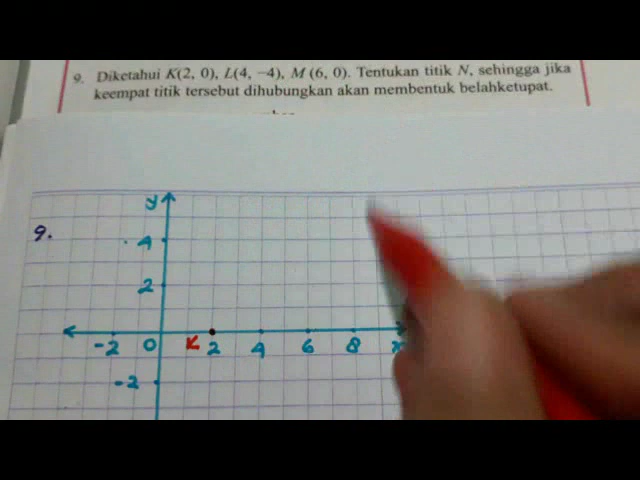 9. Diketahui K(2, 0), L(4, −4), M (6, 0). Tentukan titik N, sehingga jika
keempat titik tersebut dihubungkan akan membentuk belahketupat.
y
9.
4
2
-2 0 K 2 4 6 8
-2